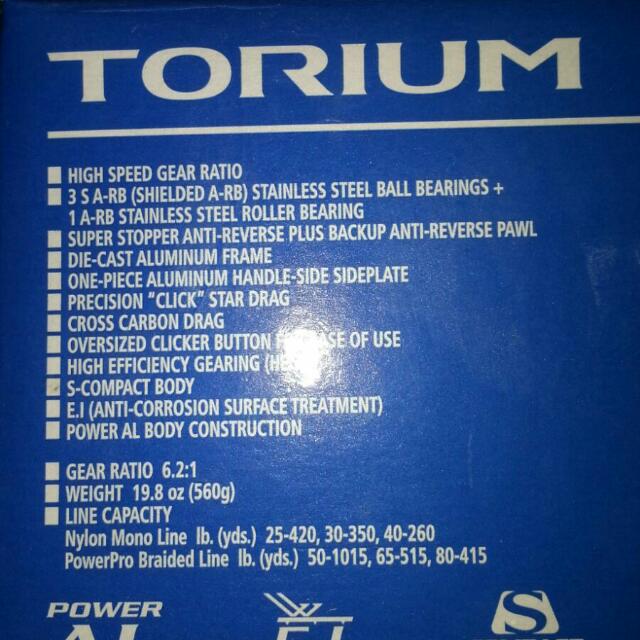 TORIUM
HIGH SPEED GEAR RATIO
3 S A-RB (SHIELDED A-RB) STAINLESS STEEL BALL BEARINGS +
1 A-RB STAINLESS STEEL ROLLER BEARING
SUPER STOPPER ANTI-REVERSE PLUS BACKUP ANTI-REVERSE PAWL
DIE-CAST ALUMINUM FRAME
ONE-PIECE ALUMINUM HANDLE-SIDE SIDEPLATE
PRECISION "CLICK" STAR DRAG
CROSS CARBON DRAG
OVERSIZED CLICKER BUTTON OF USE
HIGH EFFICIENCY GEARING
S-COMPACT BODY
E.I (ANTI-CORROSION SURFACE TREATMENT)
POWER AL BODY CONSTRUCTION
GEAR RATIO 6.2:1
WEIGHT 19.8 oz (560g)
LINE CAPACITY
Nylon Mono Line lb. (yds.) 25-420, 30-350, 40-260
PowerPro Braided Line lb. (yds.) 50-1015, 65-515, 80-415
POWER S